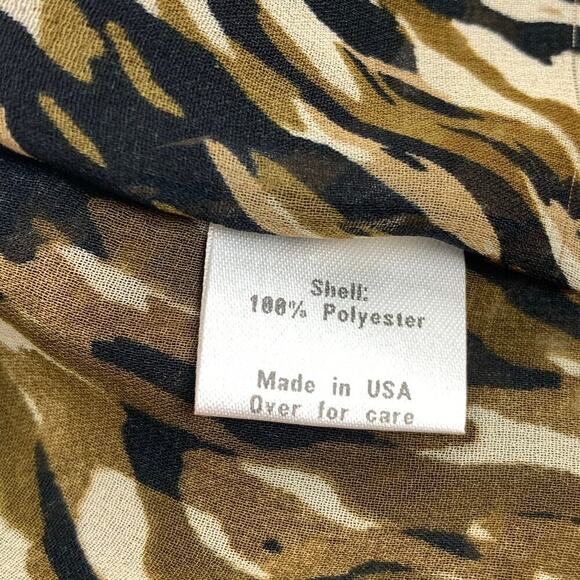 Shell:
100% Polyester
Made in USA
Over for care